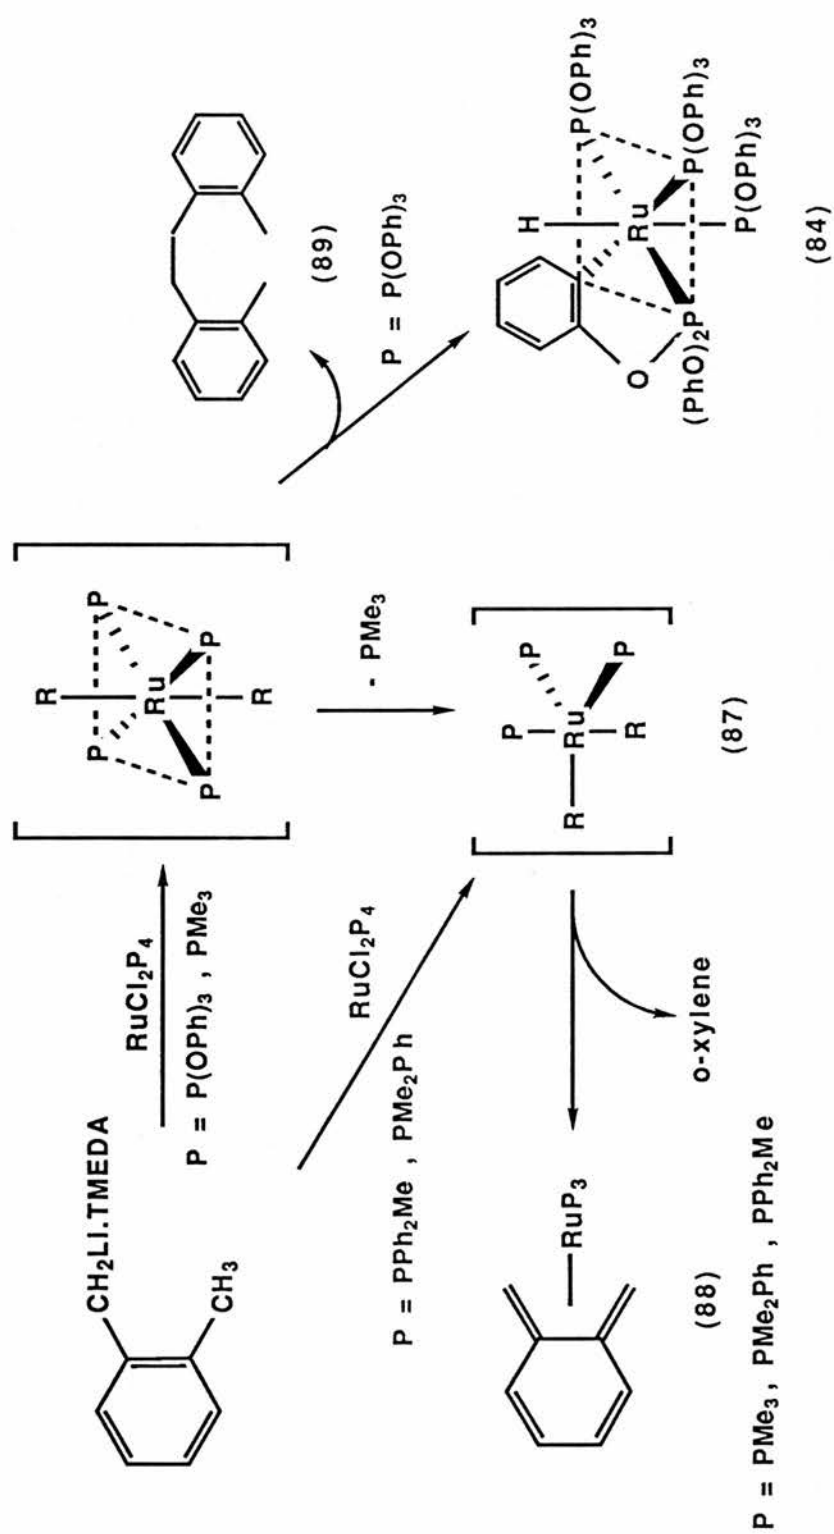 CH₂LI.TMEDA
CH₃
RuCl₂P₄
P = P(OPh)₃ , PMe₃
R
P
P
Ru
P
P
R
P = P(OPh)₃
(89)
H
P(OPh)₃
Ru
O
(PhO)₂P
P(OPh)₃
P(OPh)₃
(84)
RuCl₂P₄
P = PPh₂Me , PMe₂Ph
- PMe₃
P
P
R
Ru
R
P
(87)
o-xylene
RuP₃
(88)
P = PMe₃ , PMe₂Ph , PPh₂Me